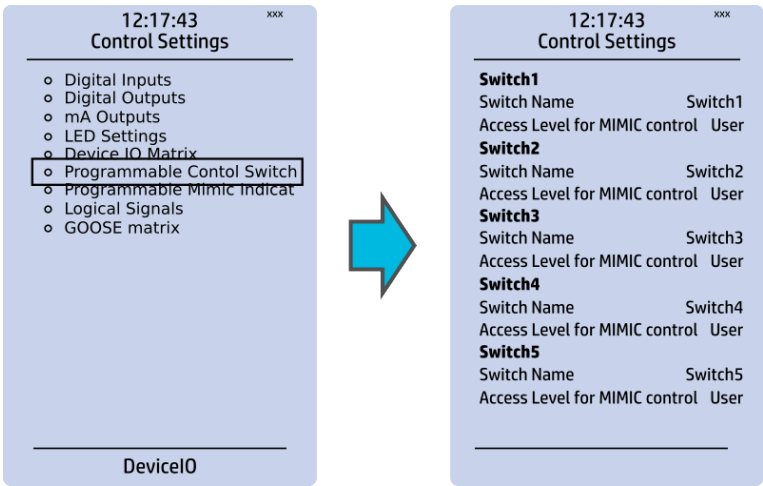 12:17:43 xxx
Control Settings
Digital Inputs
Digital Outputs
mA Outputs
LED Settings
Device IO Matrix
Programmable Contol Switch
Programmable Mimic Indicat
Logical Signals
GOOSE matrix
DeviceIO
12:17:43 xxx
Control Settings
Switch1
Switch Name Switch1
Access Level for MIMIC control User
Switch2
Switch Name Switch2
Access Level for MIMIC control User
Switch3
Switch Name Switch3
Access Level for MIMIC control User
Switch4
Switch Name Switch4
Access Level for MIMIC control User
Switch5
Switch Name Switch5
Access Level for MIMIC control User